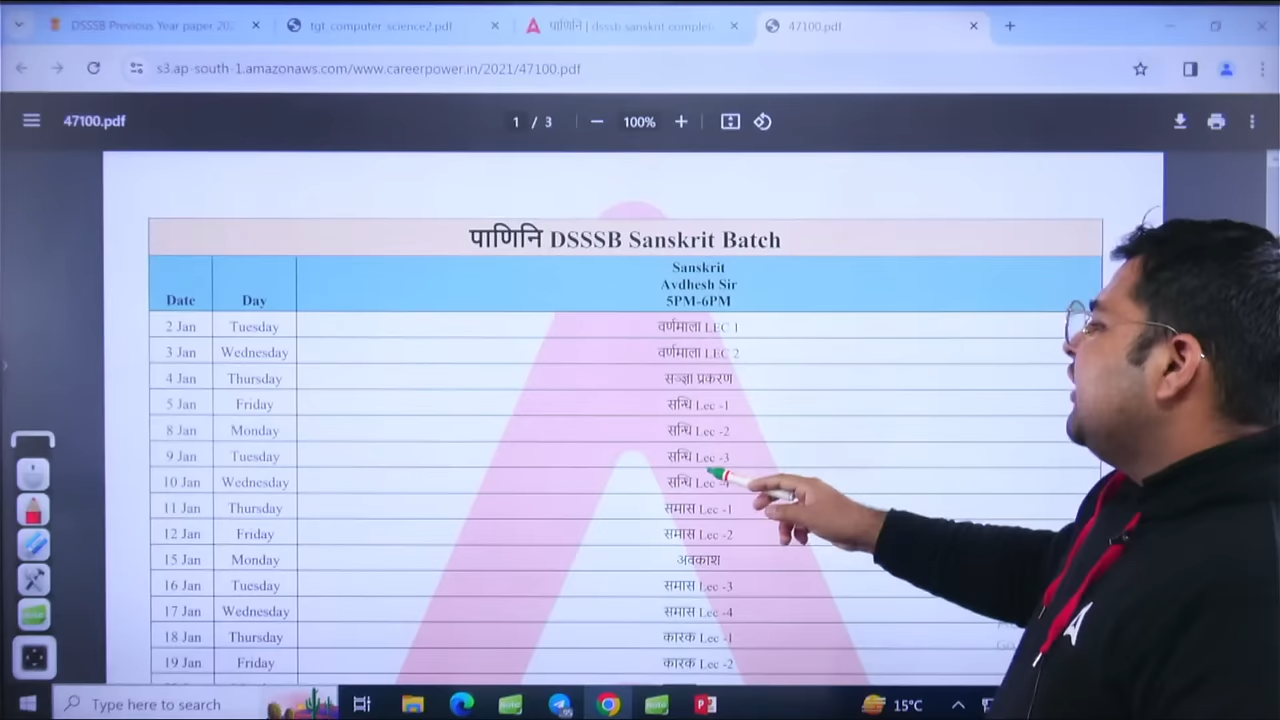 DSSSB Previous Year paper 202
tgt computer science2.pdf
पाणिनि | dsssb sanskrit complet
47100.pdf
s3.ap-south-1.amazonaws.com/www.careerpower.in/2021/47100.pdf
47100.pdf
1 / 3
100%
पाणिनि DSSSB Sanskrit Batch
Date Day Sanskrit
Avdhesh Sir
5PM-6PM
2 Jan Tuesday वर्णमाला LEC 1
3 Jan Wednesday वर्णमाला LEC 2
4 Jan Thursday सञ्ज्ञा प्रकरण
5 Jan Friday सन्धि Lec -1
8 Jan Monday सन्धि Lec -2
9 Jan Tuesday सन्धि Lec -3
10 Jan Wednesday सन्धि Lec -4
11 Jan Thursday समास Lec -1
12 Jan Friday समास Lec -2
15 Jan Monday अवकाश
16 Jan Tuesday समास Lec -3
17 Jan Wednesday समास Lec -4
18 Jan Thursday कारक Lec -1
19 Jan Friday कारक Lec -2
Type here to search
15°C